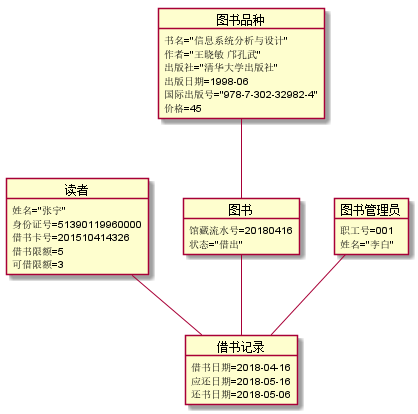 图书品种
书名="信息系统分析与设计"
作者="王晓敏 邝孔武"
出版社="清华大学出版社"
出版日期=1998-06
国际出版号="978-7-302-32982-4"
价格=45
读者
姓名="张宇"
身份证号=51390119960000
借书卡号=201510414326
借书限额=5
可借限额=3
图书
馆藏流水号=20180416
状态="借出"
图书管理员
职工号=001
姓名="李白"
借书记录
借书日期=2018-04-16
应还日期=2018-05-16
还书日期=2018-05-06